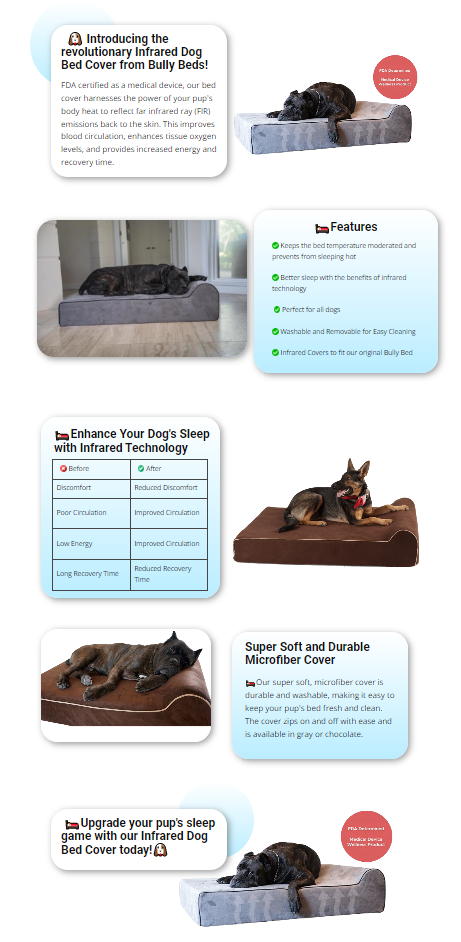 Introducing the
revolutionary Infrared Dog
Bed Cover from Bully Beds!
FDA certified as a medical device, our bed
cover harnesses the power of your pup's
body heat to reflect far infrared ray (FIR)
emissions back to the skin. This improves
blood circulation, enhances tissue oxygen
levels, and provides increased energy and
recovery time.
FDA Determined
Medical Device
Wellness Product
Features
Keeps the bed temperature moderated and
prevents from sleeping hot
Better sleep with the benefits of infrared
technology
Perfect for all dogs
Washable and Removable for Easy Cleaning
Infrared Covers to fit our original Bully Bed
Enhance Your Dog's Sleep
with Infrared Technology
Before After
Discomfort Reduced Discomfort
Poor Circulation Improved Circulation
Low Energy Improved Circulation
Long Recovery Time Reduced Recovery
Time
Super Soft and Durable
Microfiber Cover
Our super soft, microfiber cover is
durable and washable, making it easy to
keep your pup's bed fresh and clean.
The cover zips on and off with ease and
is available in gray or chocolate.
Upgrade your pup's sleep
game with our Infrared Dog
Bed Cover today!
FDA Determined
Medical Device
Wellness Product